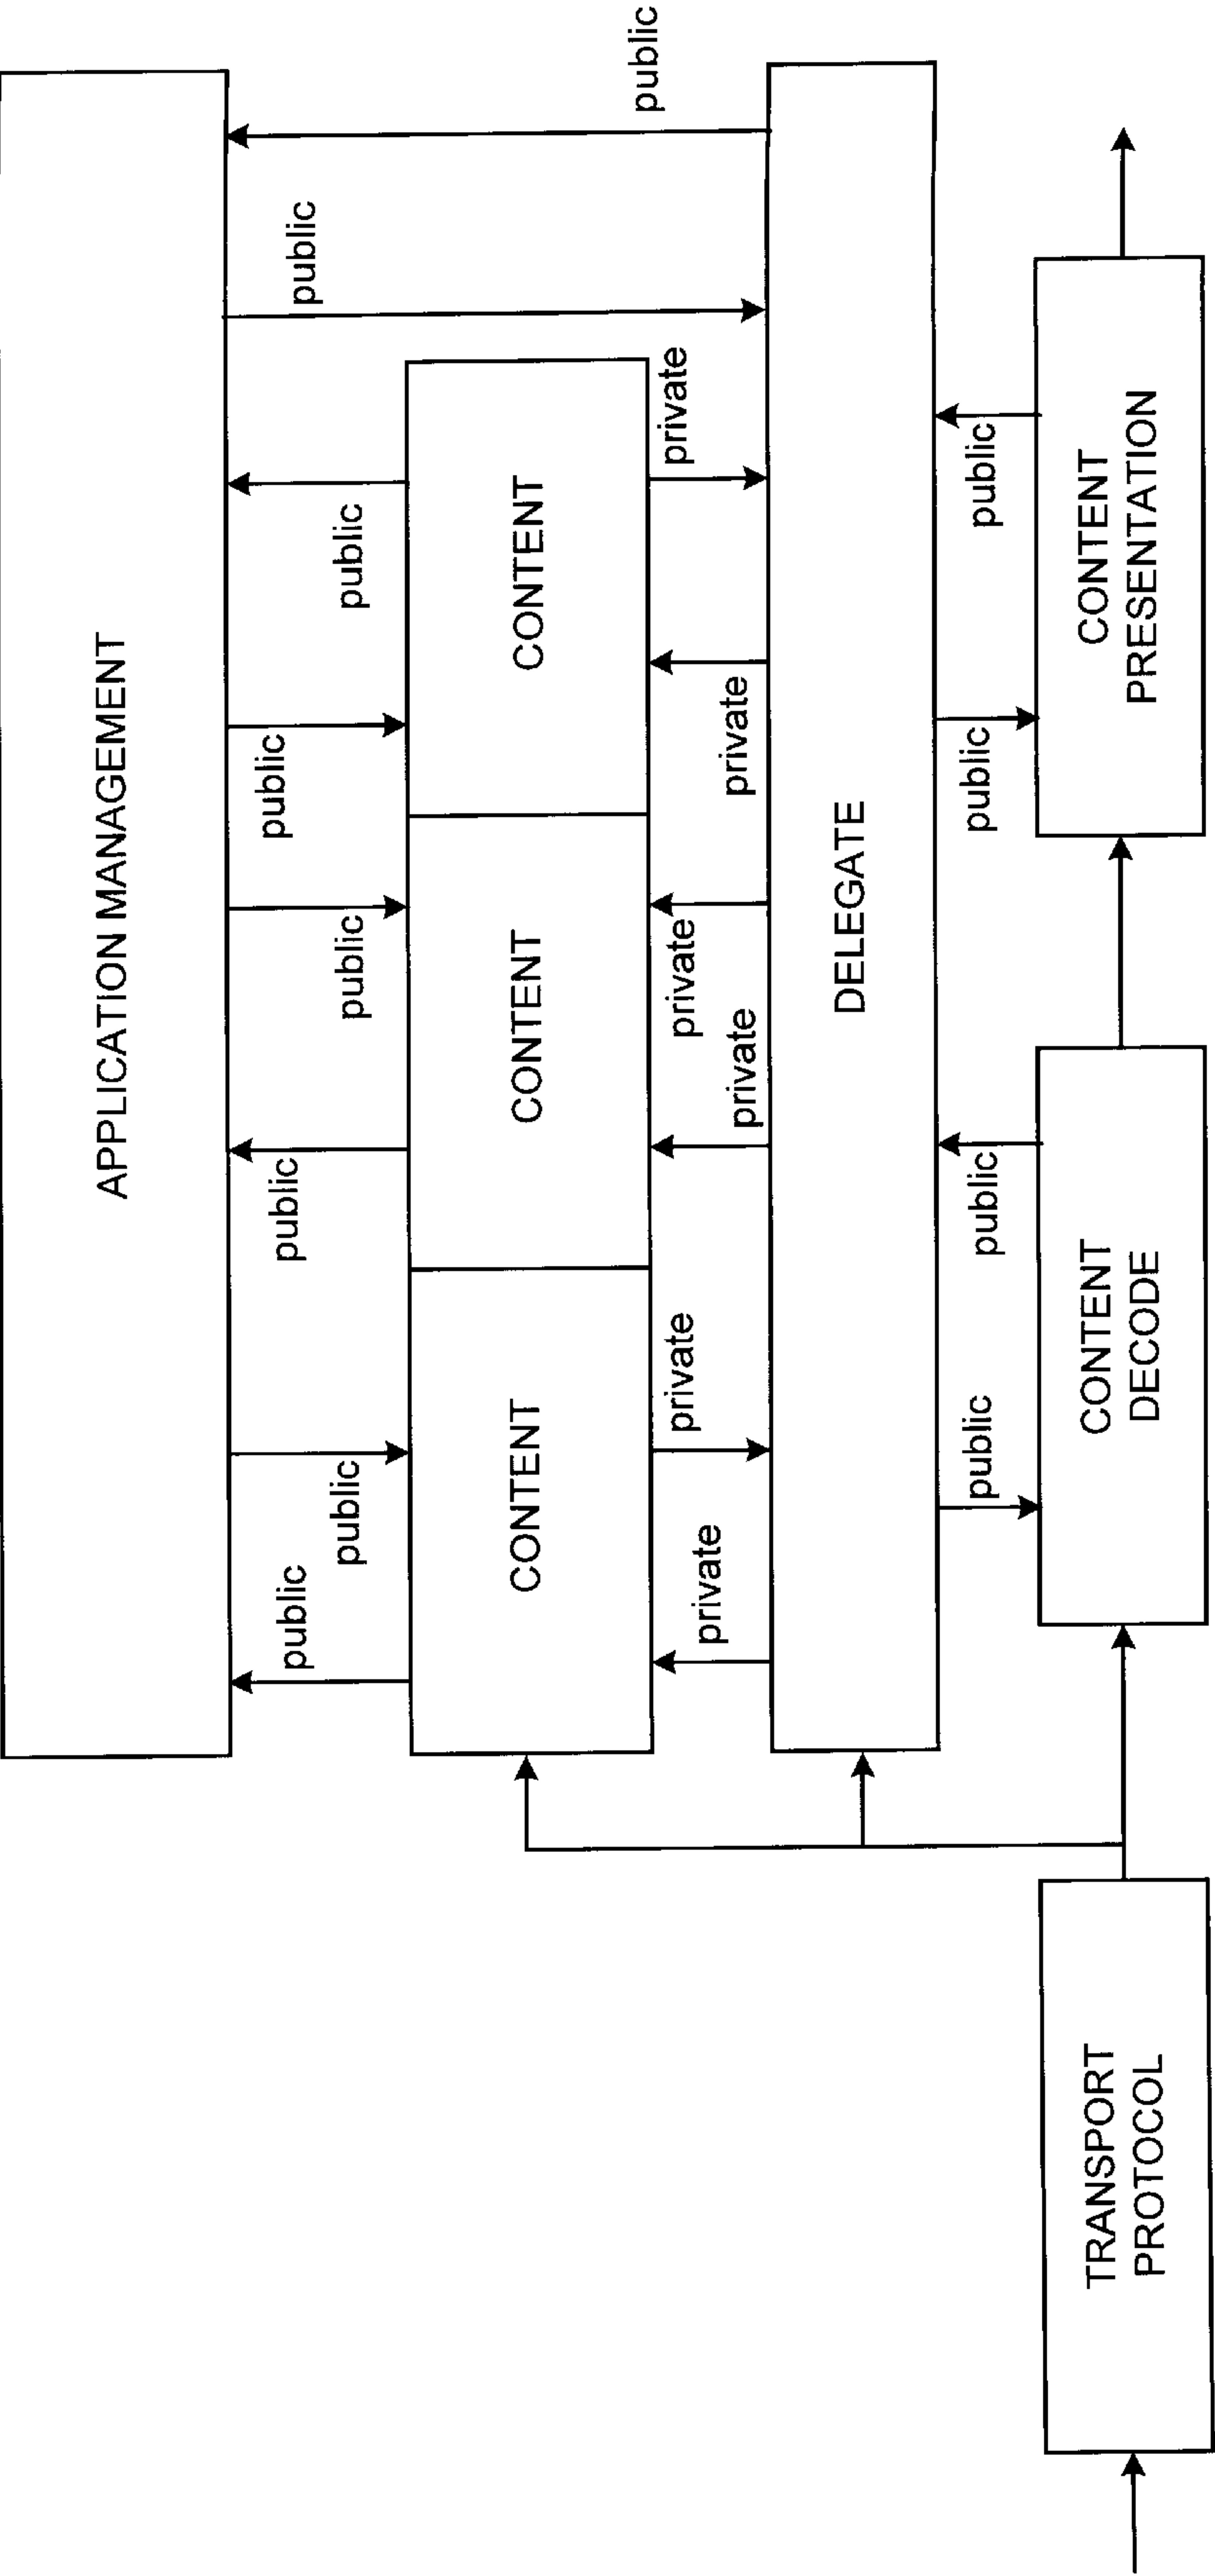 APPLICATION MANAGEMENT
public
public
public
public
public
public
public
CONTENT
CONTENT
CONTENT
public
private
private
private
private
private
private
DELEGATE
public
public
public
public
TRANSPORT
PROTOCOL
CONTENT
DECODE
CONTENT
PRESENTATION